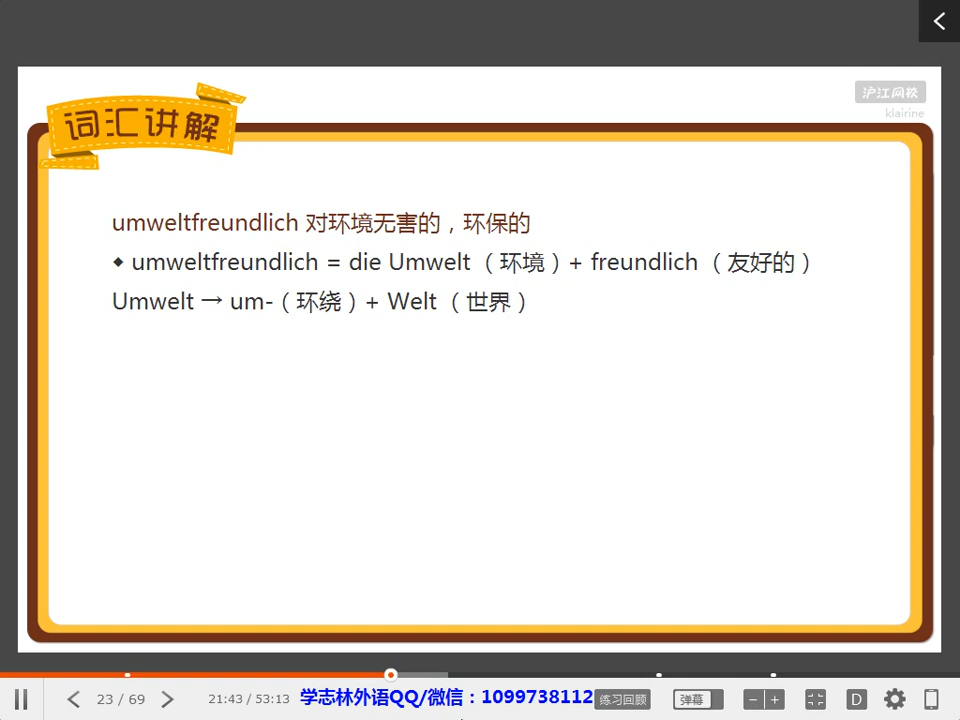 沪江网校
klairine
词汇讲解
umweltfreundlich 对环境无害的，环保的
◆ umweltfreundlich = die Umwelt （环境）+ freundlich （友好的）
Umwelt → um-（环绕）+ Welt （世界）
23 / 69
21:43 / 53:13
学志林外语QQ/微信：1099738112
练习回顾
弹幕
D